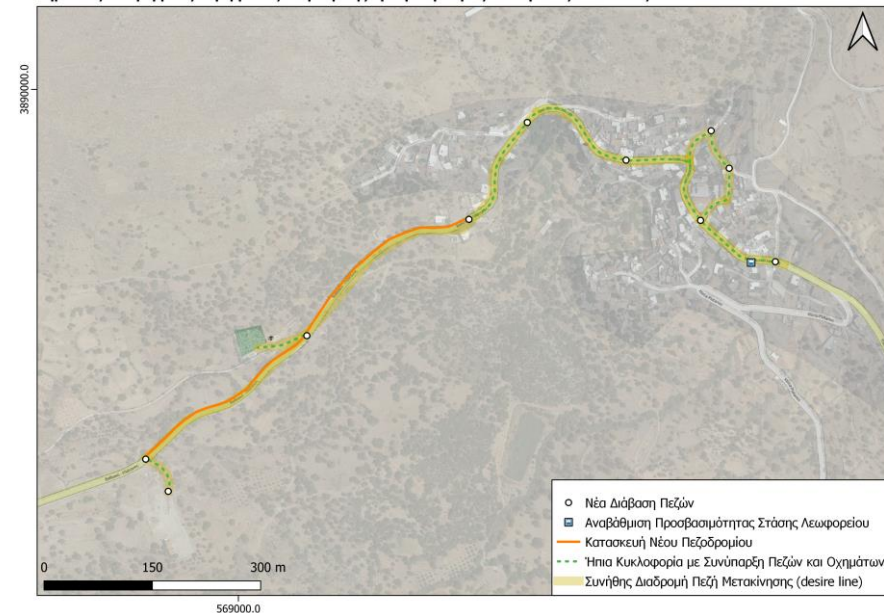 3890000.0
Νέα Διάβαση Πεζών
Αναβάθμιση Προσβασιμότητας Στάσης Λεωφορείου
Κατασκευή Νέου Πεζοδρομίου
Ήπια Κυκλοφορία με Συνύπαρξη Πεζών και Οχημάτων
Συνήθης Διαδρομή Πεζή Μετακίνησης (desire line)
0 150 300 m
569000.0